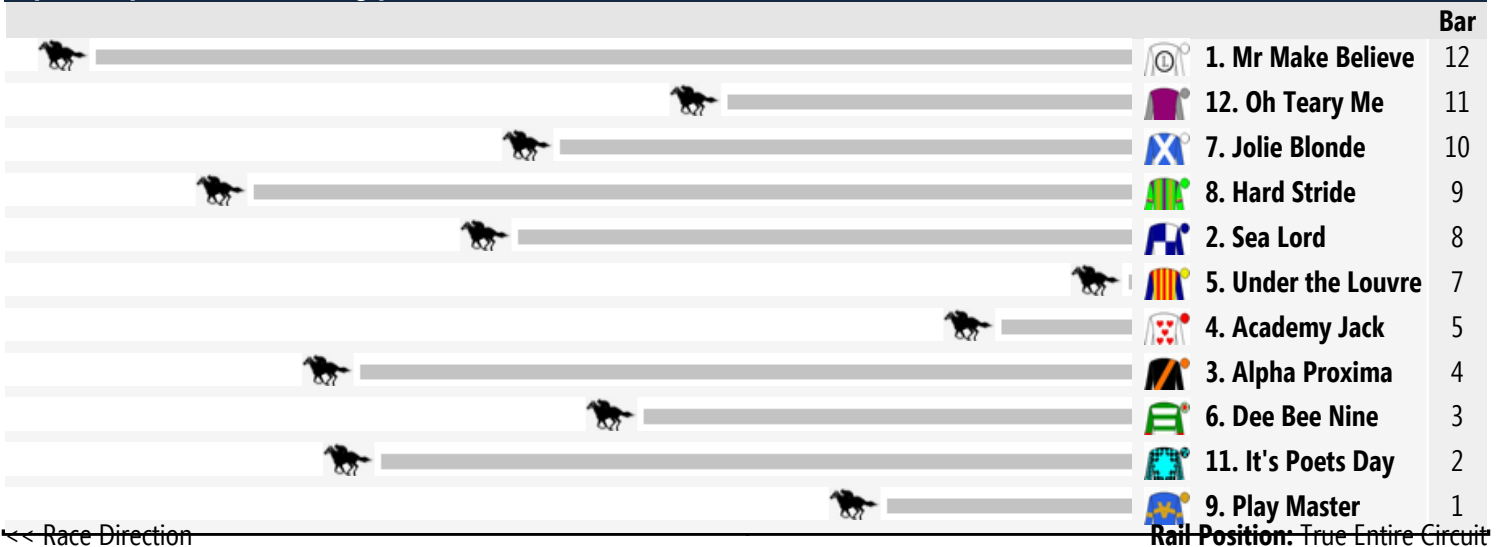 Bar
1. Mr Make Believe 12
12. Oh Teary Me 11
7. Jolie Blonde 10
8. Hard Stride 9
2. Sea Lord 8
5. Under the Louvre 7
4. Academy Jack 5
3. Alpha Proxima 4
6. Dee Bee Nine 3
11. It's Poets Day 2
9. Play Master 1
<< Race Direction Rail Position: True Entire Circuit